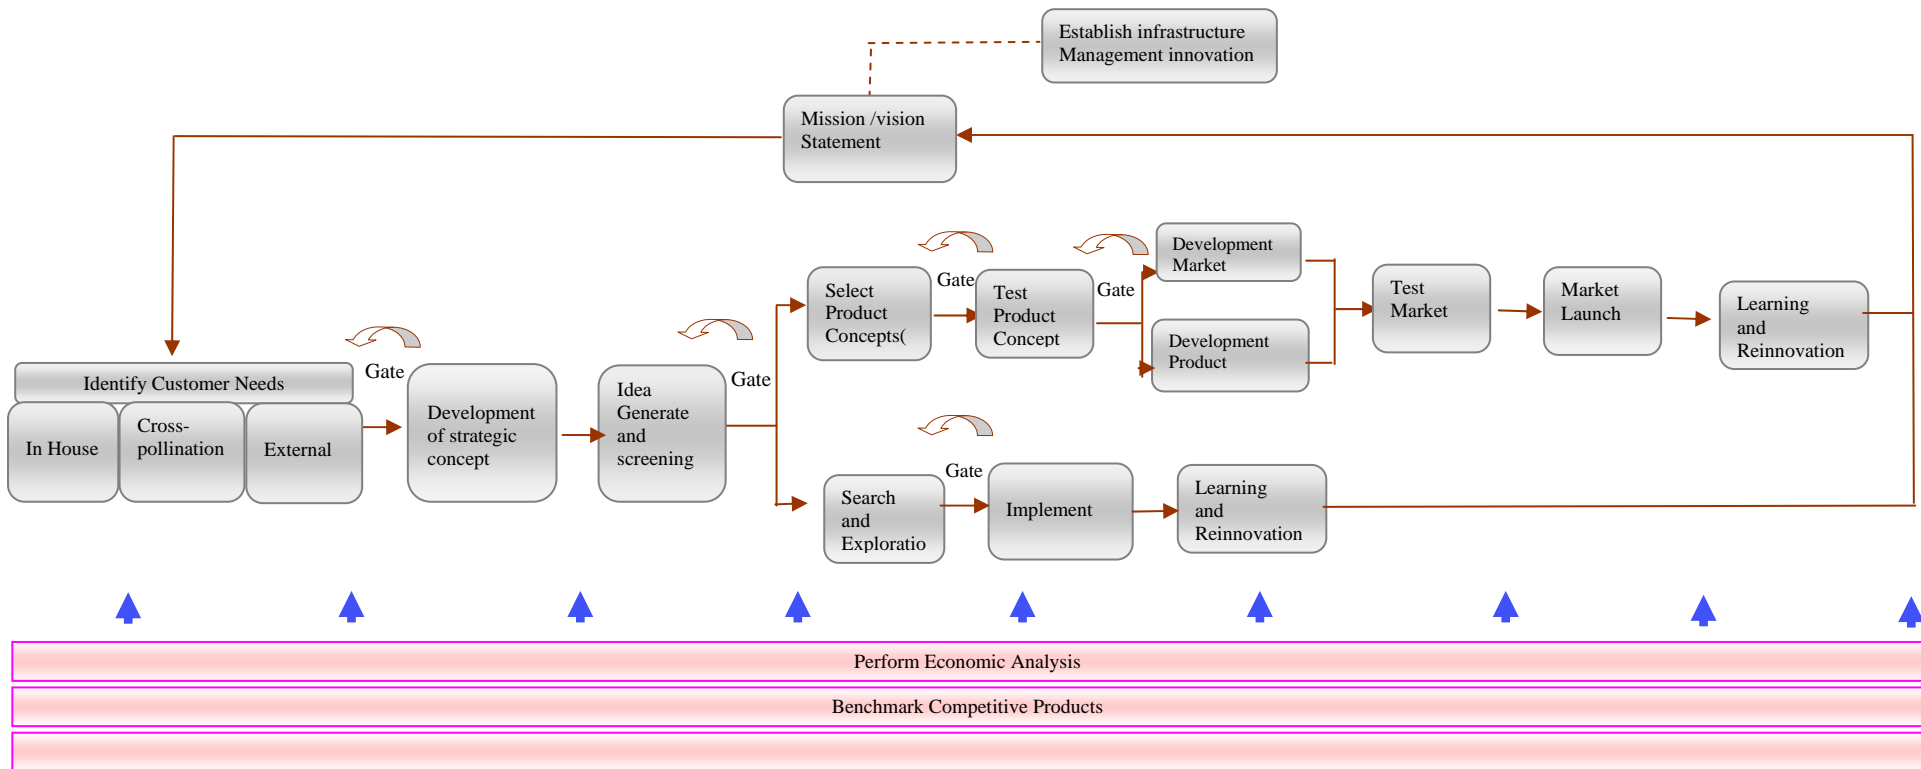 Establish infrastructure
Management innovation
Mission /vision
Statement
Identify Customer Needs
In House
Cross-
pollination
External
Gate
Development
of strategic
concept
Idea
Generate
and
screening
Gate
Select
Product
Concepts(
Gate
Test
Product
Concept
Gate
Development
Market
Development
Product
Test
Market
Market
Launch
Learning
and
Reinnovation
Search
and
Exploratio
Gate
Implement
Learning
and
Reinnovation
Perform Economic Analysis
Benchmark Competitive Products